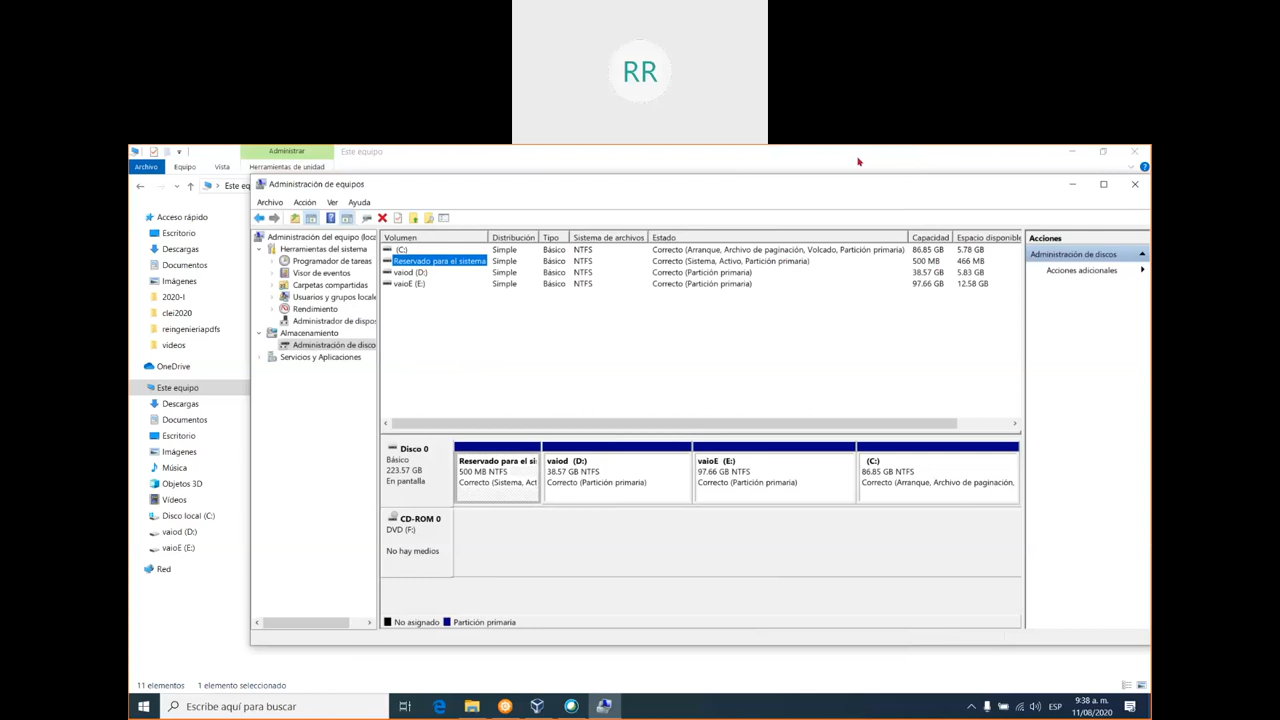 RR
Administrar
Este equipo
Archivo
Equipo
Vista
Herramientas de unidad
Este eq
Acceso rápido
Escritorio
Descargas
Documentos
Imágenes
2020-I
clei2020
reingenieriapdfs
videos
OneDrive
Este equipo
Descargas
Documentos
Escritorio
Imágenes
Música
Objetos 3D
Vídeos
Disco local (C:)
vaiod (D:)
vaioE (E:)
Red
11 elementos
1 elemento seleccionado
Administración de equipos
Archivo Acción Ver Ayuda
Administración del equipo (loca
Herramientas del sistema
Programador de tareas
Visor de eventos
Carpetas compartidas
Usuarios y grupos locale
Rendimiento
Administrador de dispos
Almacenamiento
Administración de disco
Servicios y Aplicaciones
Volumen Distribución Tipo Sistema de archivos Estado Capacidad Espacio disponible
(C:) Simple Básico NTFS Correcto (Arranque, Archivo de paginación, Volcado, Partición primaria) 86.85 GB 5.78 GB
Reservado para el sistema Simple Básico NTFS Correcto (Sistema, Activo, Partición primaria) 500 MB 466 MB
vaiod (D:) Simple Básico NTFS Correcto (Partición primaria) 38.57 GB 5.83 GB
vaioE (E:) Simple Básico NTFS Correcto (Partición primaria) 97.66 GB 12.58 GB
Disco 0
Básico
223.57 GB
En pantalla
Reservado para el si
500 MB NTFS
Correcto (Sistema, Act
vaiod (D:)
38.57 GB NTFS
Correcto (Partición primaria)
vaioE (E:)
97.66 GB NTFS
Correcto (Partición primaria)
(C:)
86.85 GB NTFS
Correcto (Arranque, Archivo de paginación,
CD-ROM 0
DVD (F:)
No hay medios
No asignado Partición primaria
Acciones
Administración de discos
Acciones adicionales
Escribe aquí para buscar
ESP
9:38 a. m.
11/08/2020